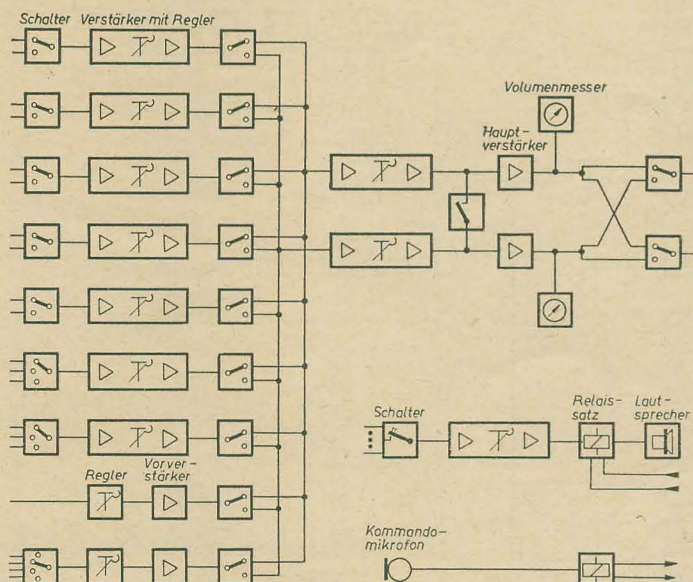 Schalter Verstärker mit Regler
Volumenmesser
Haupt-
verstärker
Schalter
Relais-
satz
Laut-
sprecher
Regler
Vorver-
stärker
Kommando-
mikrofon